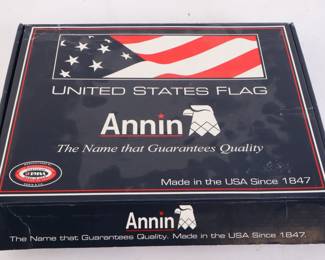 UNITED STATES FLAG
Annin
The Name that Guarantees Quality
Made in the USA Since 1847
Annin
The Name that Guarantees Quality. Made in the USA Since 1847.